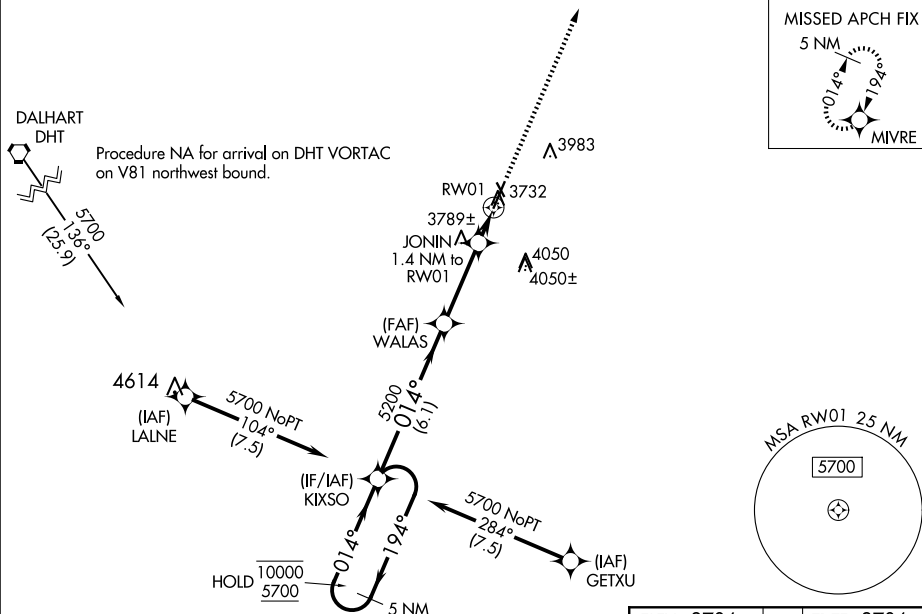 MISSED APCH FIX
5 NM
014°
194°
MIVRE
DALHART
DHT
Procedure NA for arrival on DHT VORTAC
on V81 northwest bound.
5700
136°
(25.9)
3983
RW01
3732
3789±
JONIN
1.4 NM to
RW01
4050
4050±
(FAF)
WALAS
4614
(IAF)
LALNE
5700 NoPT
104°
(7.5)
5200
014°
(6.1)
(IF/IAF)
KIXSO
MSA RW01 25 NM
5700
014°
194°
5700 NoPT
284°
(7.5)
(IAF)
GETXU
HOLD
10000
5700
5 NM